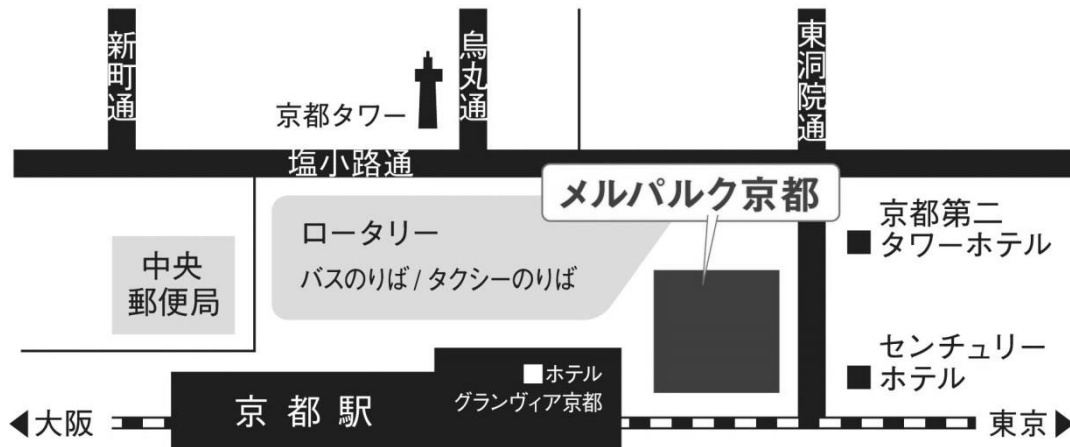 新町通
烏丸通
東洞院通
京都タワー
塩小路通
メルパルク京都
ロータリー
バスのりば / タクシーのりば
中央
郵便局
京都第二
タワーホテル
センチュリー
ホテル
ホテル
グランヴィア京都
京都駅
大阪
東京